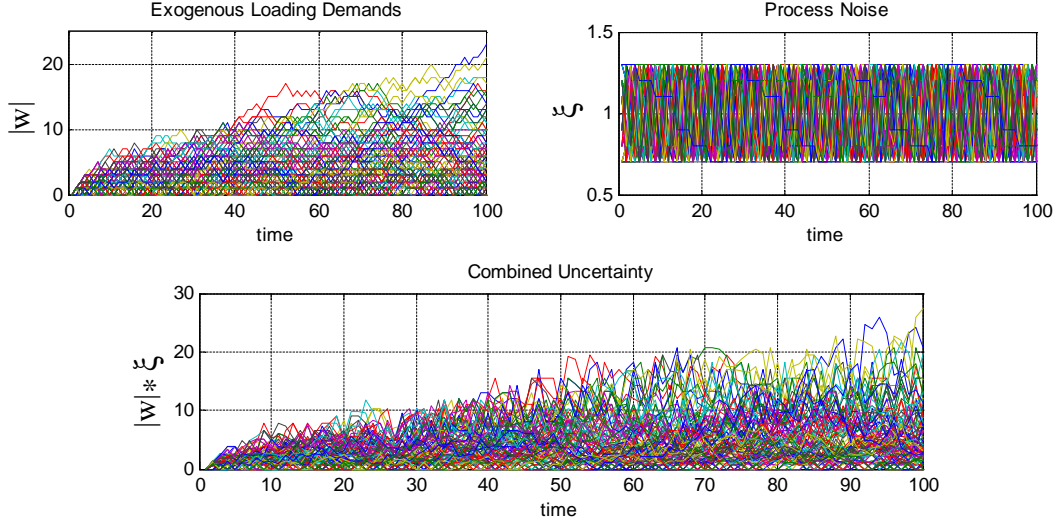 Exogenous Loading Demands
|w|
20
10
0
0 20 40 60 80 100
time
Process Noise
ξ
1.5
1
0.5
0 20 40 60 80 100
time
Combined Uncertainty
|w|* ξ
30
20
10
0
0 10 20 30 40 50 60 70 80 90 100
time